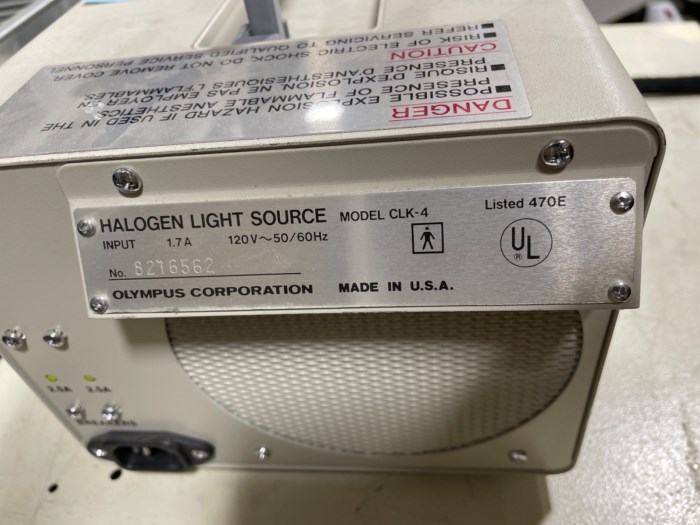 DANGER
■ POSSIBLE EXPLOSION HAZARD IF USED IN THE
PRESENCE OF FLAMMABLE ANESTHETICS.
■ RISQUE D'EXPLOSION. NE PAS EMPLOYER EN
PRESENCE D'ANESTHESIQUES
CAUTION
■ RISK OF ELECTRIC SHOCK, DO NOT REMOVE COVER
■ REFER SERVICING TO QUALIFIED SERVICE PERSONNEL
HALOGEN LIGHT SOURCE MODEL CLK-4 Listed 470E
INPUT 1.7A 120V~50/60Hz
UL
No.
OLYMPUS CORPORATION MADE IN U.S.A.
2.5A 2.5A
BREAKERS